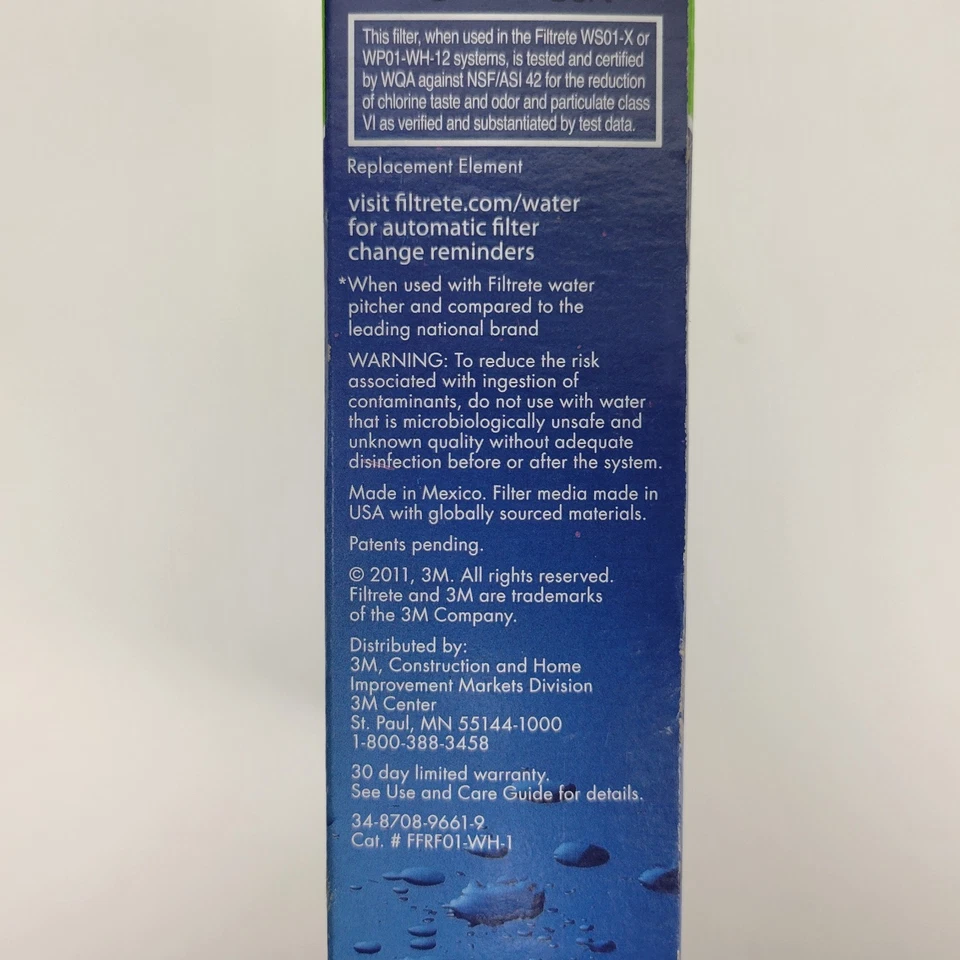 This filter, when used in the Filtrete WS01-X or
WP01-WH-12 systems, is tested and certified
by WQA against NSF/ASI 42 for the reduction
of chlorine taste and odor and particulate class
VI as verified and substantiated by test data.
Replacement Element
visit filtrete.com/water
for automatic filter
change reminders
*When used with Filtrete water
pitcher and compared to the
leading national brand
WARNING: To reduce the risk
associated with ingestion of
contaminants, do not use with water
that is microbiologically unsafe and
unknown quality without adequate
disinfection before or after the system.
Made in Mexico. Filter media made in
USA with globally sourced materials.
Patents pending.
© 2011, 3M. All rights reserved.
Filtrete and 3M are trademarks
of the 3M Company.
Distributed by:
3M, Construction and Home
Improvement Markets Division
3M Center
St. Paul, MN 55144-1000
1-800-388-3458
30 day limited warranty.
See Use and Care Guide for details.
34-8708-9661-9
Cat. # FFRF01-WH-1